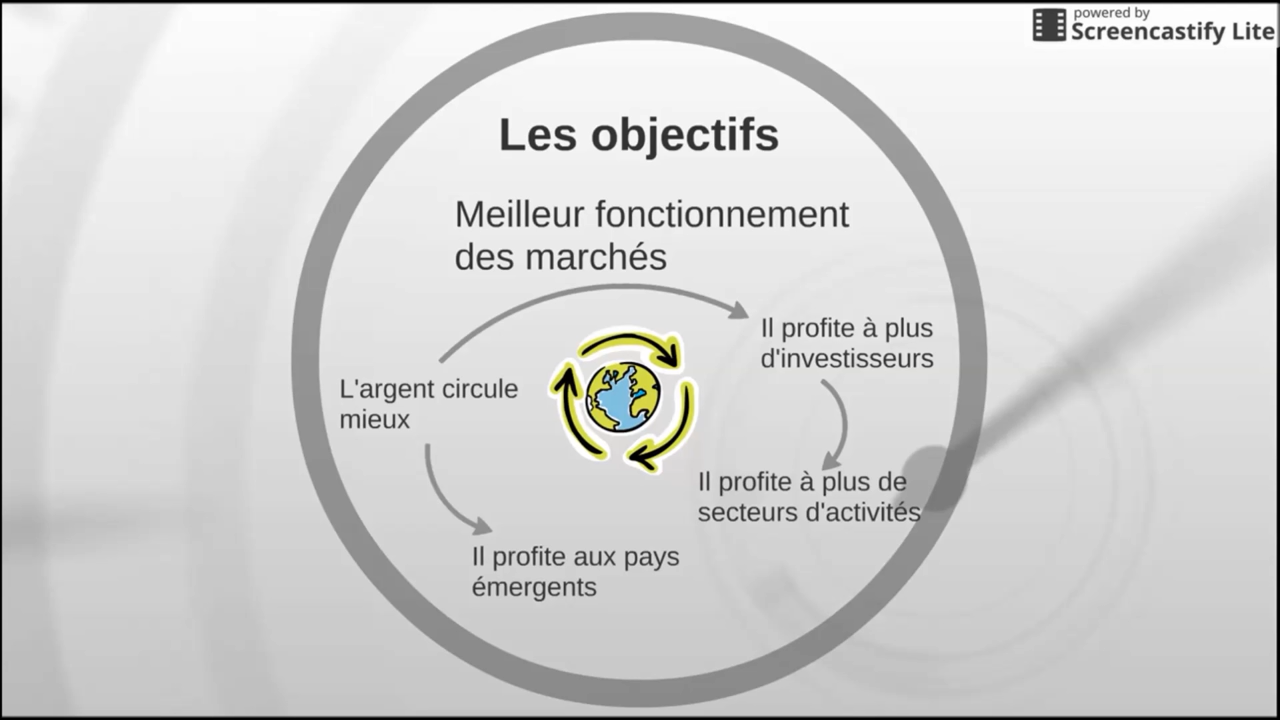 powered by
Screencastify Lite
Les objectifs
Meilleur fonctionnement
des marchés
Il profite à plus
d'investisseurs
L'argent circule
mieux
Il profite à plus de
secteurs d'activités
Il profite aux pays
émergents